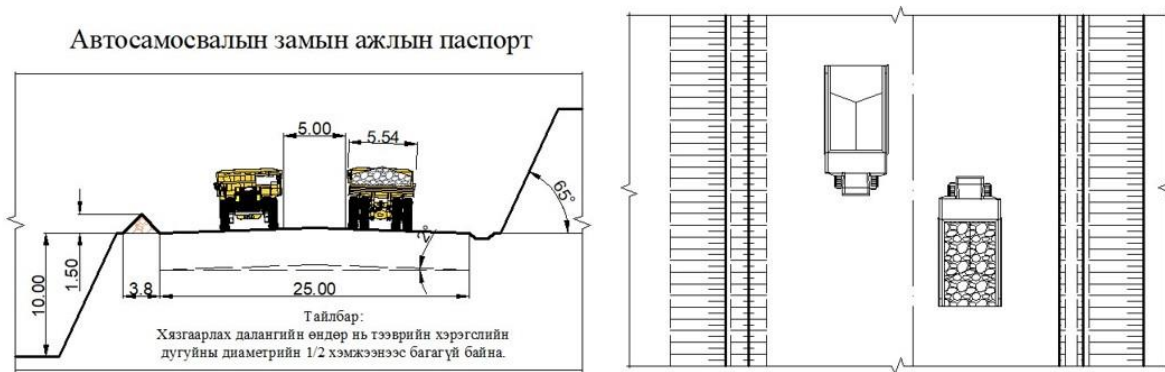 Автосамосвалын замын ажлын паспорт
5.00
5.54
65°
2°
1.50
10.00
3.8
25.00
Тайлбар:
Хязгаарлах далангийн өндөр нь тээврийн хэрэгслийн
дугуйны диаметрийн 1/2 хэмжээнээс багагүй байна.